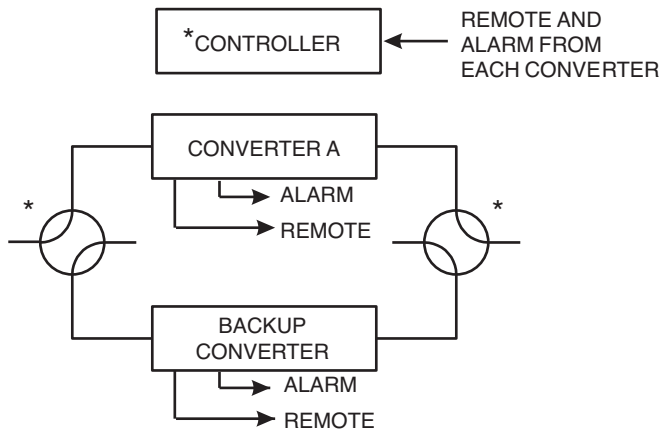 *CONTROLLER
REMOTE AND
ALARM FROM
EACH CONVERTER
CONVERTER A
ALARM
REMOTE
*
*
BACKUP
CONVERTER
ALARM
REMOTE